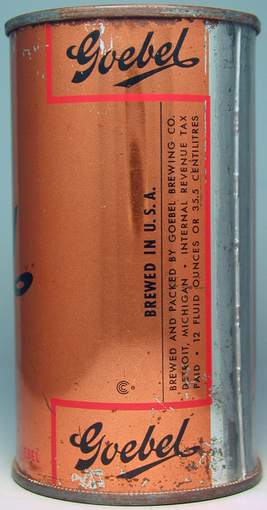 Goebel
BREWED IN U. S. A.
BREWED AND PACKED BY GOEBEL BREWING CO.
DETROIT, MICHIGAN • INTERNAL REVENUE TAX
PAID • 12 FLUID OUNCES OR 35.5 CENTILITRES
Goebel